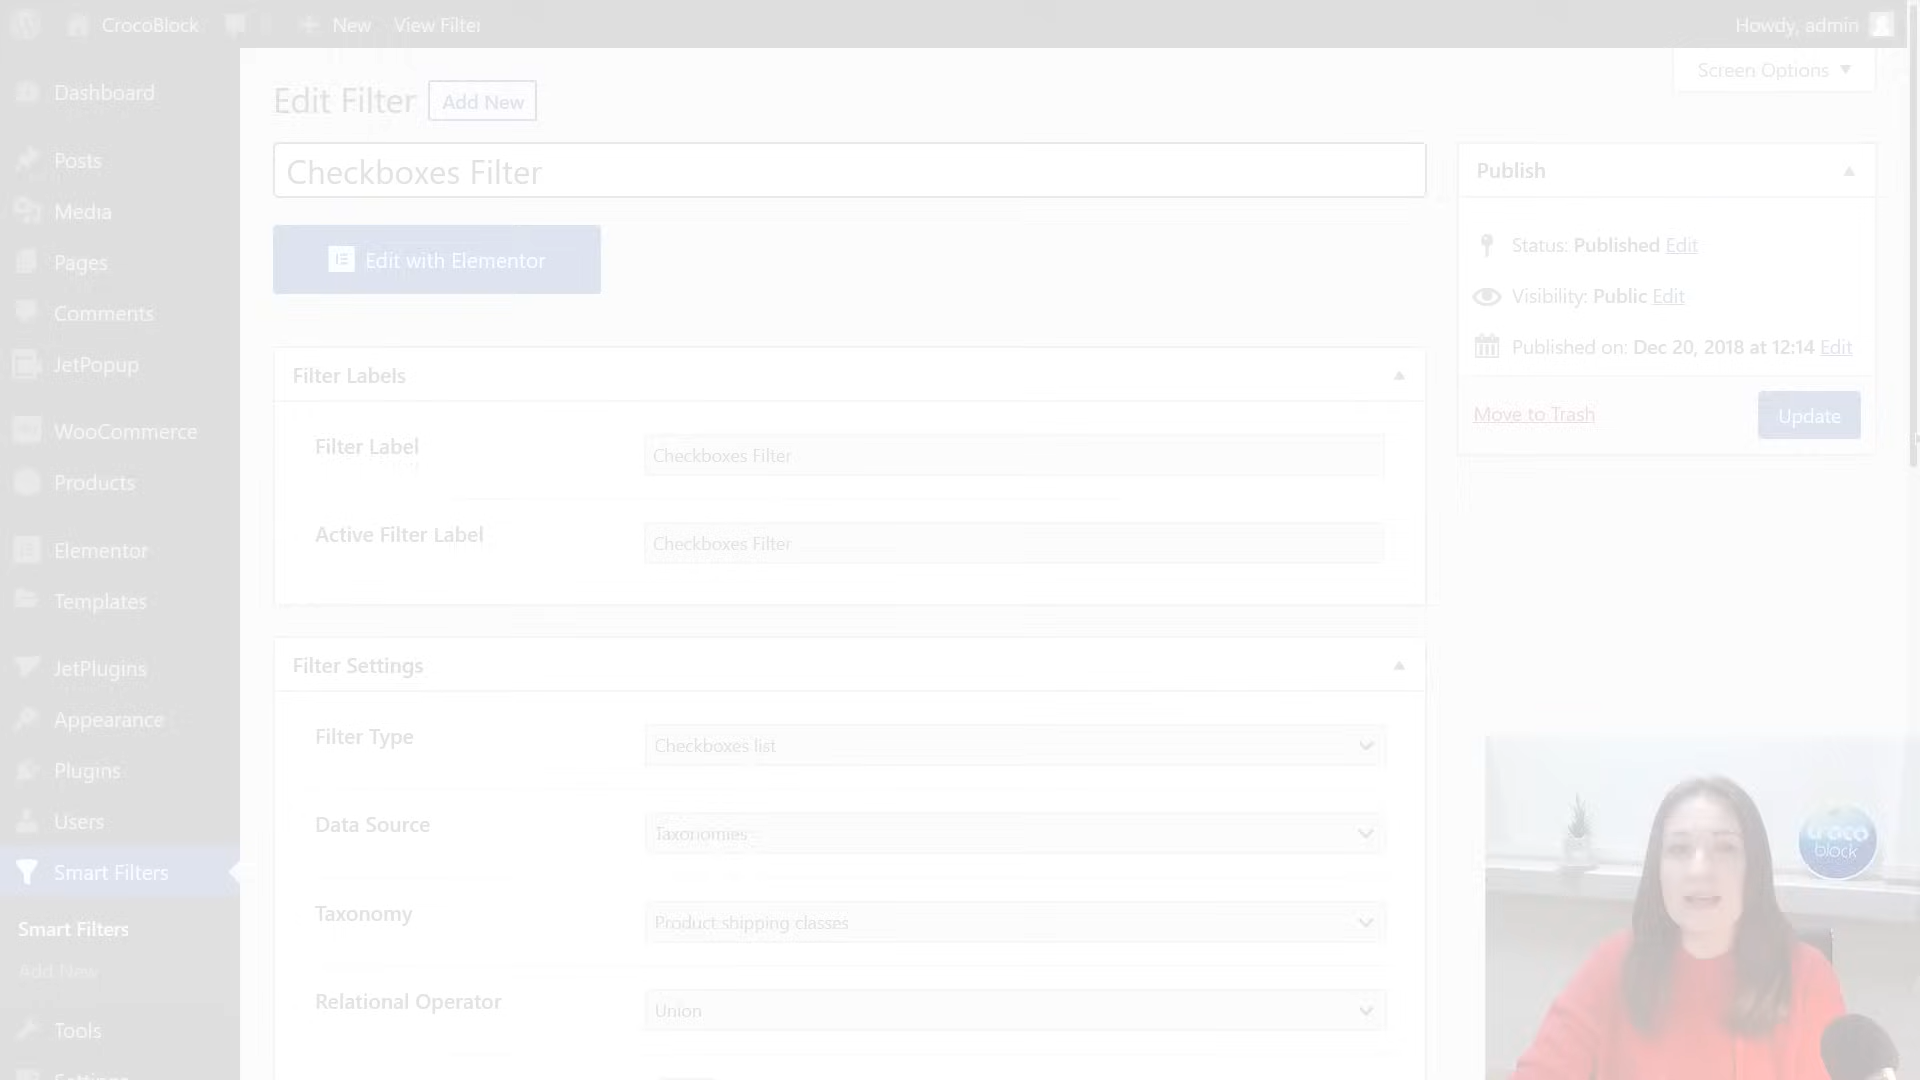 CrocoBlock
New
View Filter
Howdy, admin
Screen Options
Dashboard
Posts
Media
Pages
Comments
JetPopup
WooCommerce
Products
Elementor
Templates
JetPlugins
Appearance
Plugins
Users
Smart Filters
Smart Filters
Add New
Tools
Settings
Edit Filter
Add New
Checkboxes Filter
Edit with Elementor
Filter Labels
Filter Label
Checkboxes Filter
Active Filter Label
Checkboxes Filter
Filter Settings
Filter Type
Checkboxes list
Data Source
Taxonomies
Taxonomy
Product shipping classes
Relational Operator
Union
Publish
Status: Published Edit
Visibility: Public Edit
Published on: Dec 20, 2018 at 12:14 Edit
Move to Trash
Update
croco
block